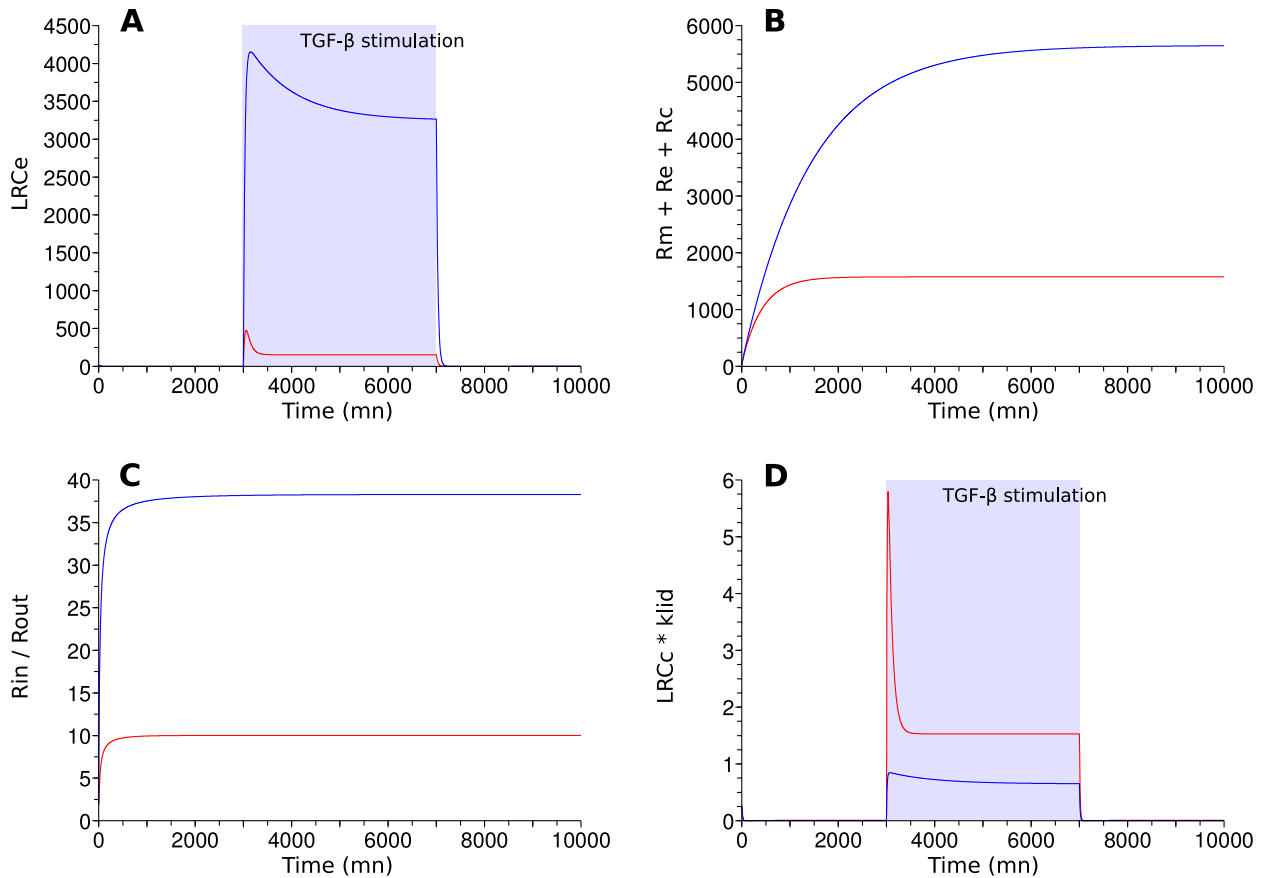 A
TGF-β stimulation
LRCe
4500
4000
3500
3000
2500
2000
1500
1000
500
0
0 2000 4000 6000 8000 10000
Time (mn)
B
Rm + Re + Rc
6000
5000
4000
3000
2000
1000
0
0 2000 4000 6000 8000 10000
Time (mn)
C
Rin / Rout
40
35
30
25
20
15
10
5
0
0 2000 4000 6000 8000 10000
Time (mn)
D
TGF-β stimulation
LRCc * klid
6
5
4
3
2
1
0
0 2000 4000 6000 8000 10000
Time (mn)